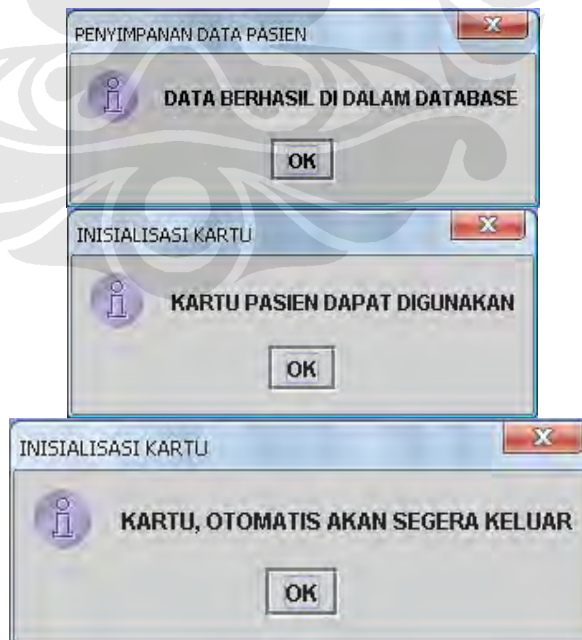 PENYIMPANAN DATA PASIEN
DATA BERHASIL DI DALAM DATABASE
OK
INISIALISASI KARTU
KARTU PASIEN DAPAT DIGUNAKAN
OK
INISIALISASI KARTU
KARTU, OTOMATIS AKAN SEGERA KELUAR
OK